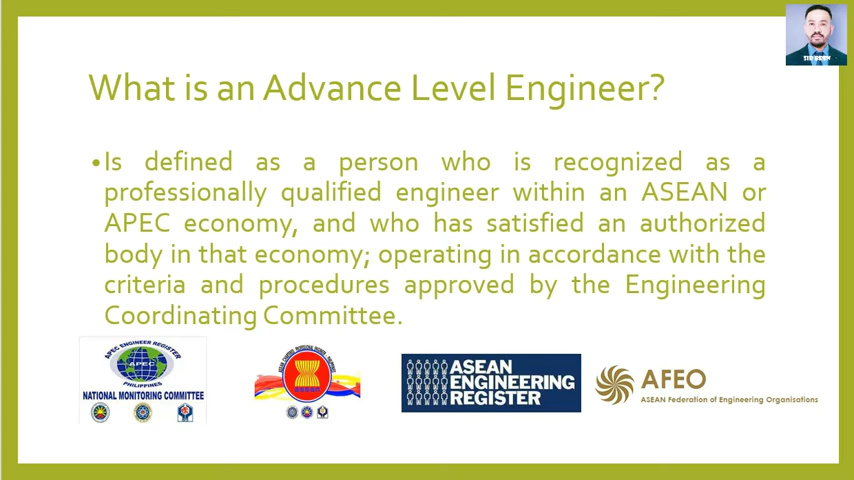 What is an Advance Level Engineer?
•Is defined as a person who is recognized as a
professionally qualified engineer within an ASEAN or
APEC economy, and who has satisfied an authorized
body in that economy; operating in accordance with the
criteria and procedures approved by the Engineering
Coordinating Committee.
APEC ENGINEER REGISTER
APEC
PHILIPPINES
NATIONAL MONITORING COMMITTEE
ASEAN
ENGINEERING
REGISTER
AFEO
ASEAN Federation of Engineering Organisations